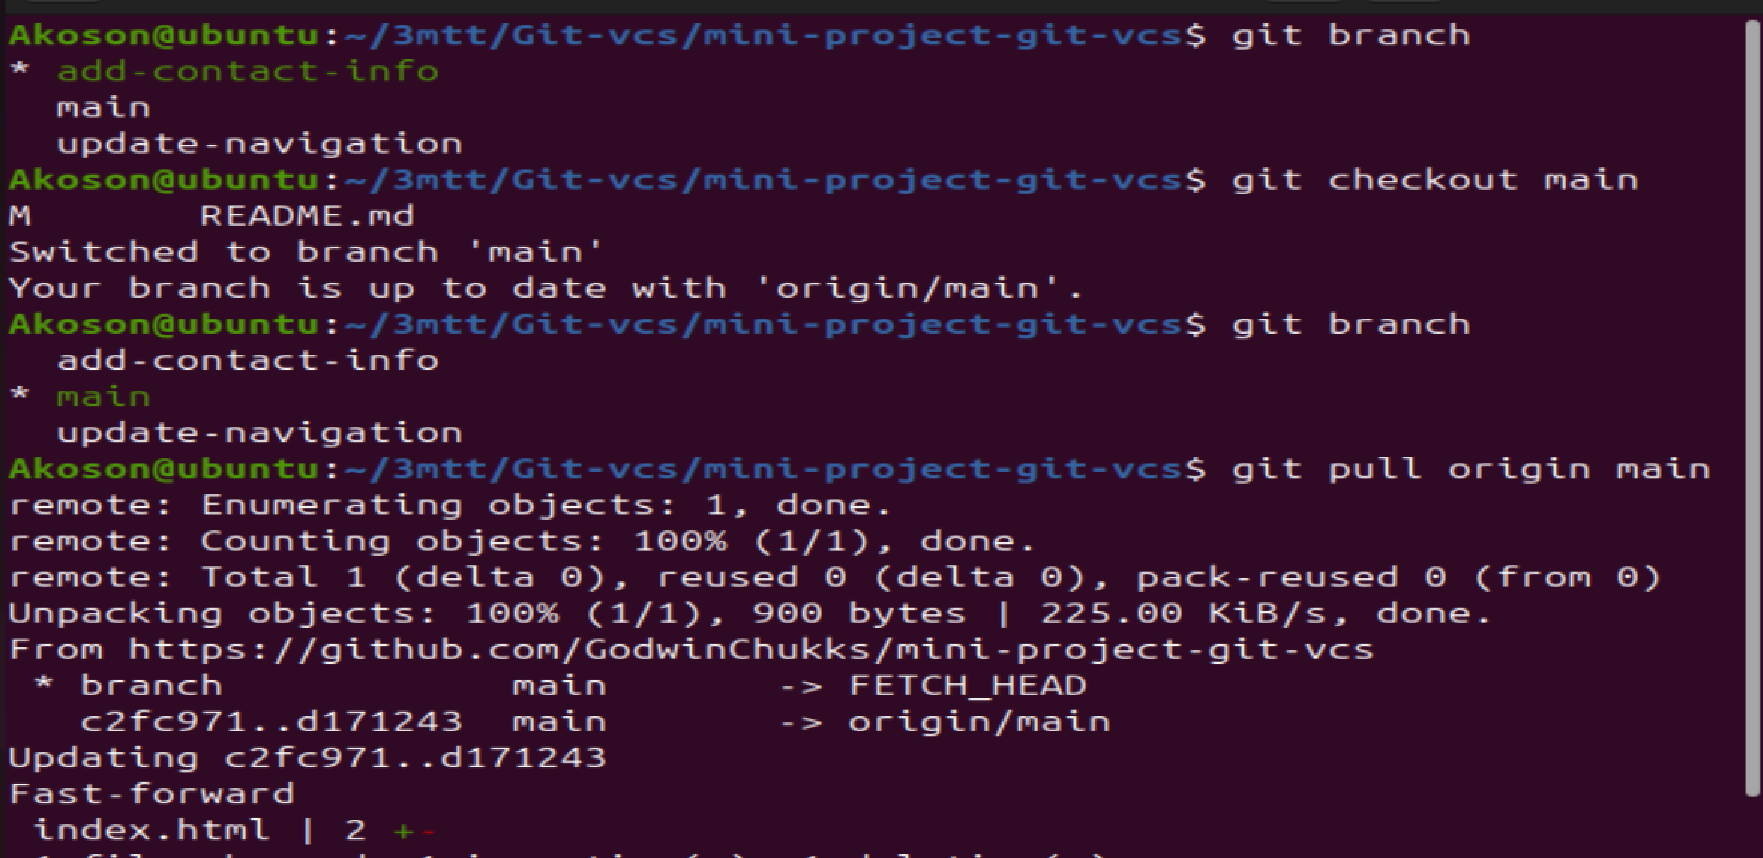 Akoson@ubuntu:~/3mtt/Git-vcs/mini-project-git-vcs$ git branch
* add-contact-info
  main
  update-navigation
Akoson@ubuntu:~/3mtt/Git-vcs/mini-project-git-vcs$ git checkout main
M       README.md
Switched to branch 'main'
Your branch is up to date with 'origin/main'.
Akoson@ubuntu:~/3mtt/Git-vcs/mini-project-git-vcs$ git branch
  add-contact-info
* main
  update-navigation
Akoson@ubuntu:~/3mtt/Git-vcs/mini-project-git-vcs$ git pull origin main
remote: Enumerating objects: 1, done.
remote: Counting objects: 100% (1/1), done.
remote: Total 1 (delta 0), reused 0 (delta 0), pack-reused 0 (from 0)
Unpacking objects: 100% (1/1), 900 bytes | 225.00 KiB/s, done.
From https://github.com/GodwinChukks/mini-project-git-vcs
 * branch            main       -> FETCH_HEAD
   c2fc971..d171243  main       -> origin/main
Updating c2fc971..d171243
Fast-forward
 index.html | 2 +-